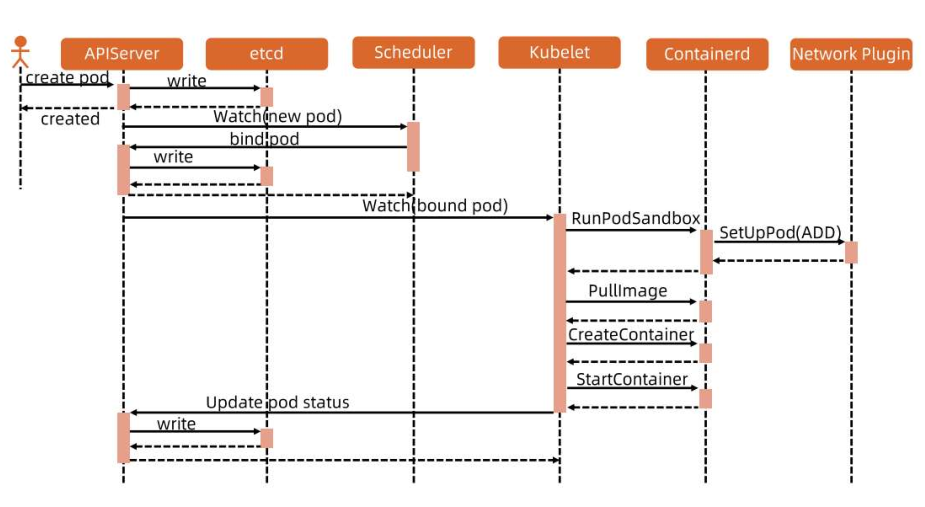 APIServer
etcd
Scheduler
Kubelet
Containerd
Network Plugin
create pod
write
created
Watch(new pod)
bind pod
write
Watch(bound pod)
RunPodSandbox
SetUpPod(ADD)
PullImage
CreateContainer
StartContainer
Update pod status
write